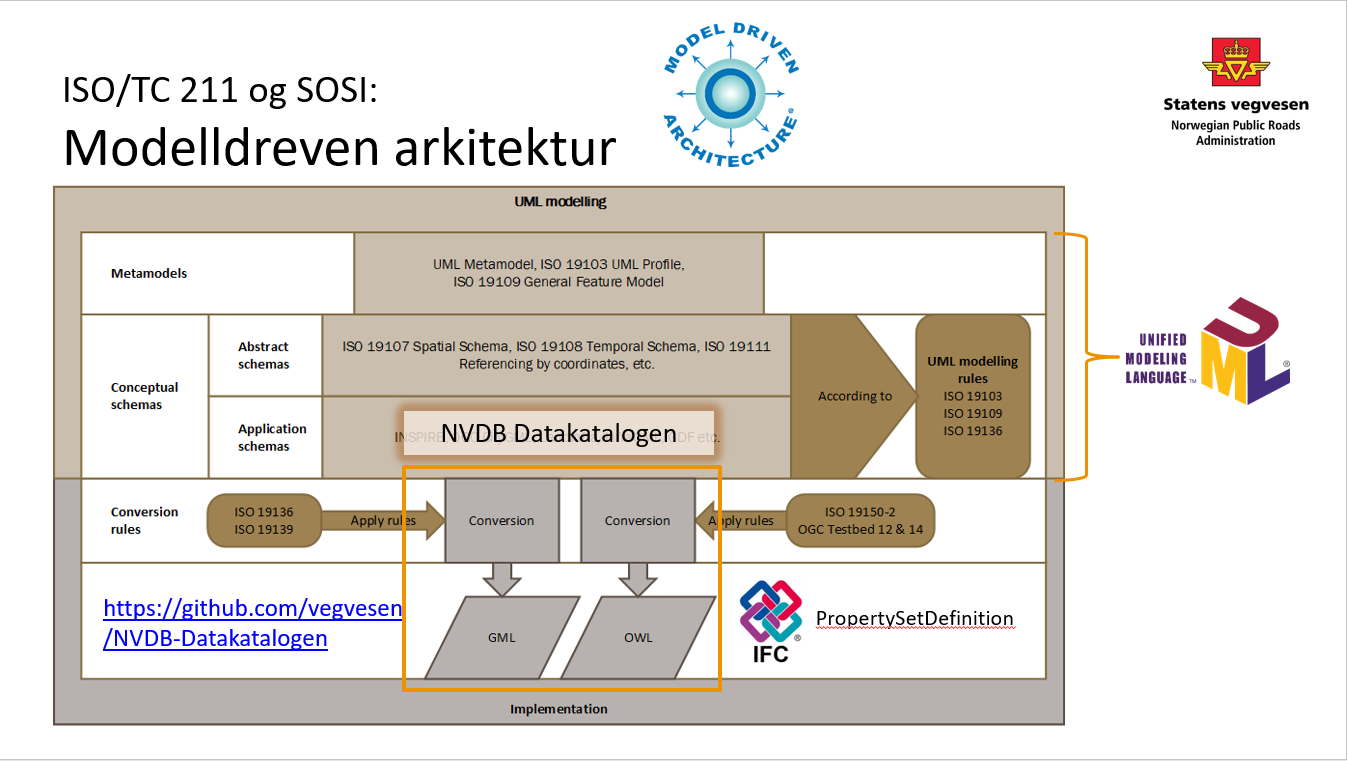 ISO/TC 211 og SOSI:
Modelldreven arkitektur
MODEL DRIVEN
ARCHITECTURE®
Statens vegvesen
Norwegian Public Roads
Administration
UML modelling
Metamodels
UML Metamodel, ISO 19103 UML Profile,
ISO 19109 General Feature Model
Conceptual
schemas
Abstract
schemas
ISO 19107 Spatial Schema, ISO 19108 Temporal Schema, ISO 19111
Referencing by coordinates, etc.
According to
UML modelling
rules
ISO 19103
ISO 19109
ISO 19136
UNIFIED
MODELING
LANGUAGE™
UML®
Application
schemas
NVDB Datakatalogen
etc.
Conversion
rules
ISO 19136
ISO 19139
Apply rules
Conversion
Conversion
Apply rules
ISO 19150-2
OGC Testbed 12 & 14
https://github.com/vegvesen
/NVDB-Datakatalogen
GML
OWL
®
IFC
PropertySetDefinition
Implementation